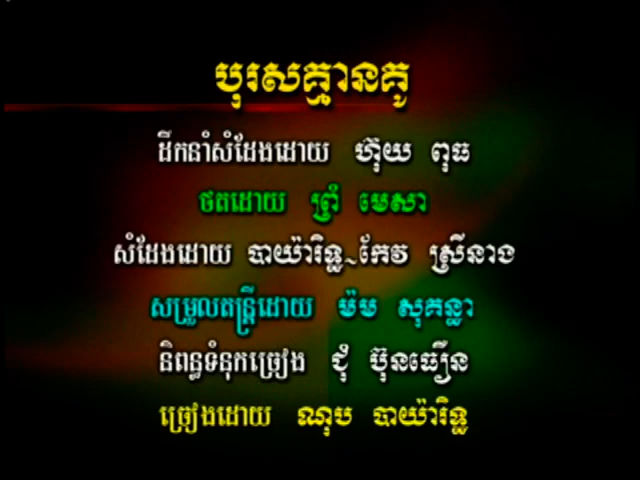 បុរសគ្មានគូ
ដឹកនាំសំដែងដោយ ហ៊ុយ ពុធ
ថតដោយ ព្រំ មេសា
សំដែងដោយ បាយ៉ារិទ្ធ~កែវ ស្រីនាង
សម្រួលតន្ត្រីដោយ ម៉ម សុគន្ធា
និពន្ធទំនុកច្រៀង ជុំ ប៊ុនធឿន
ច្រៀងដោយ ណុប បាយ៉ារិទ្ធ